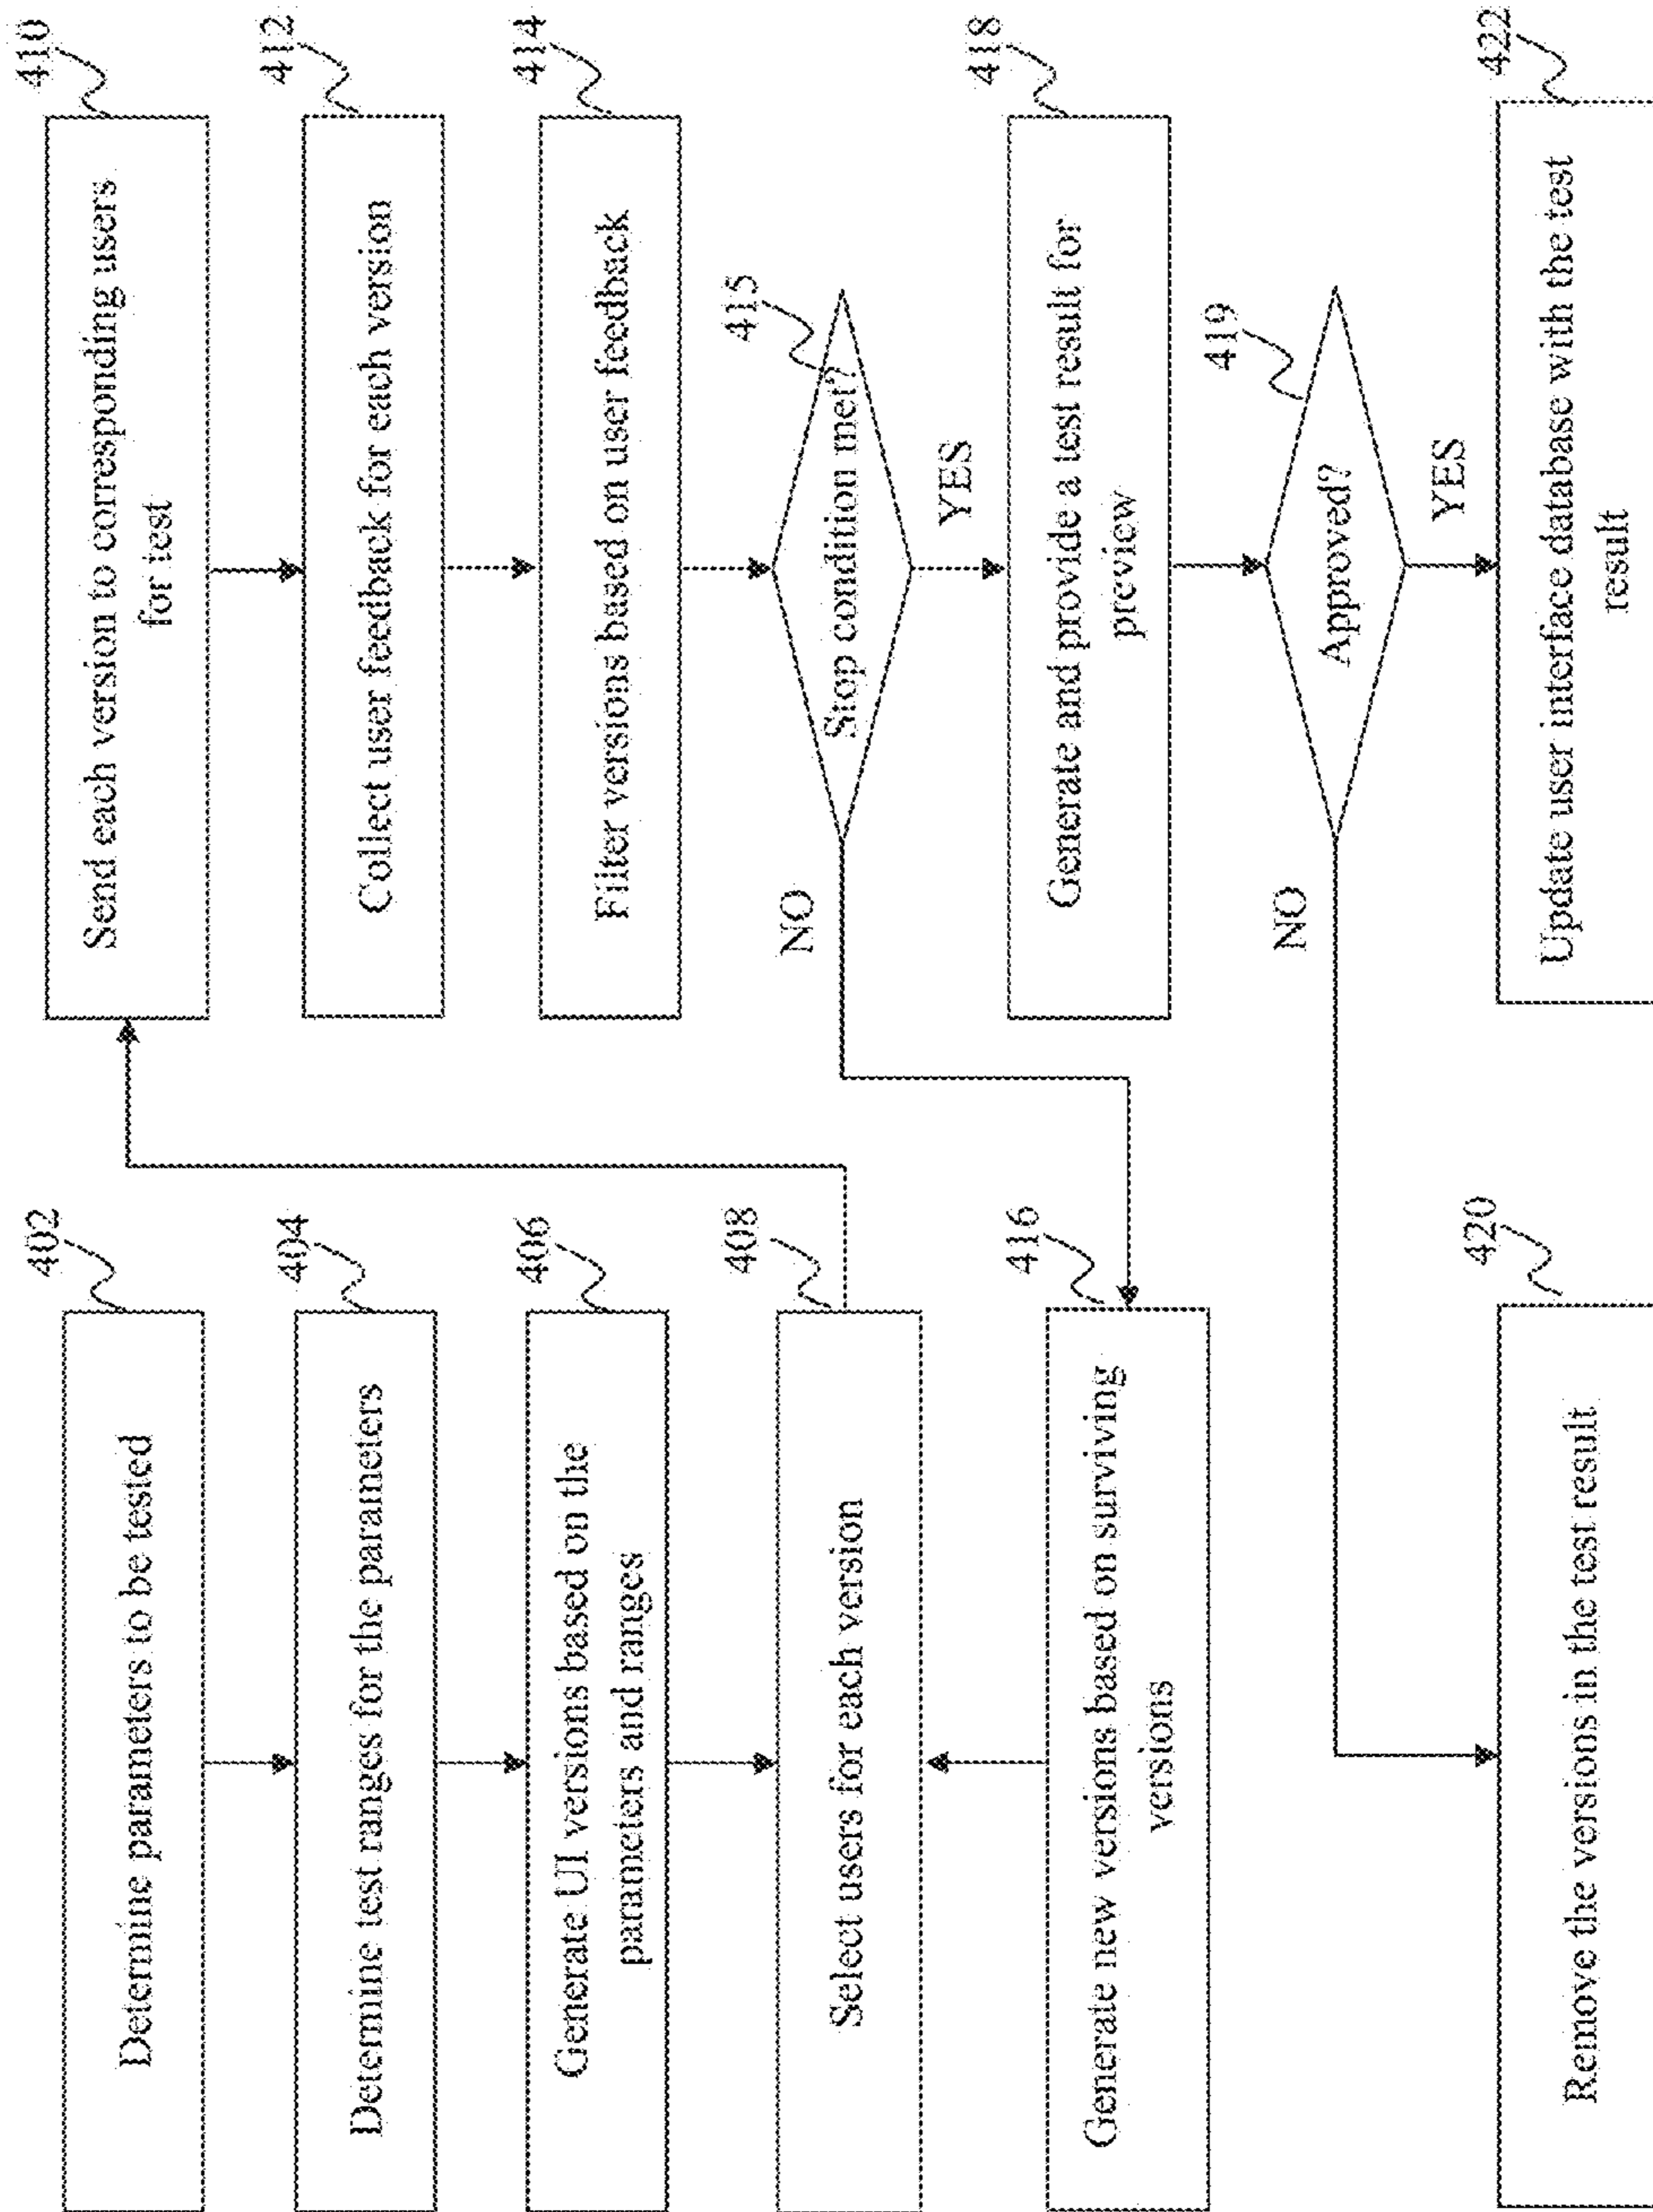 402
Determine parameters to be tested
404
Determine test ranges for the parameters
406
Generate UI versions based on the
parameters and ranges
408
Select users for each version
416
Generate new versions based on surviving
versions
420
Remove the versions in the test result
410
Send each version to corresponding users
for test
412
Collect user feedback for each version
414
Filter versions based on user feedback
415
Stop condition met?
NO
YES
418
Generate and provide a test result for
preview
419
Approved?
NO
YES
422
Update user interface database with the test
result